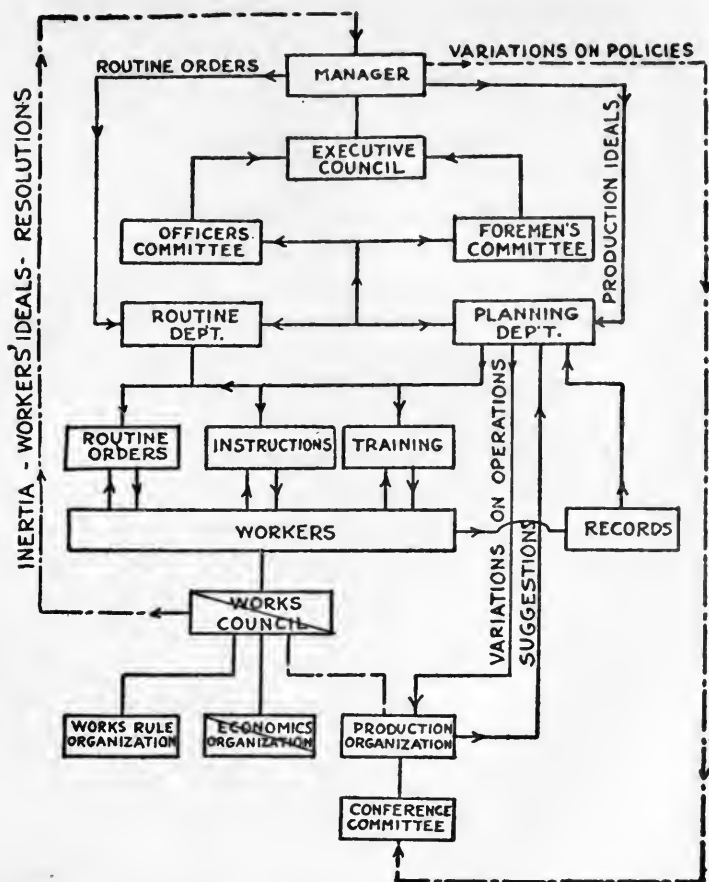 VARIATIONS ON POLICIES
ROUTINE ORDERS
MANAGER
INERTIA - WORKERS' IDEALS- RESOLUTIONS
PRODUCTION IDEALS
EXECUTIVE
COUNCIL
OFFICERS
COMMITTEE
FOREMEN'S
COMMITTEE
ROUTINE
DEP'T.
PLANNING
DEP'T.
ROUTINE
ORDERS
INSTRUCTIONS
TRAINING
VARIATIONS ON OPERATIONS
SUGGESTIONS
WORKERS
RECORDS
WORKS
COUNCIL
WORKS RULE
ORGANIZATION
ECONOMICS
ORGANIZATION
PRODUCTION
ORGANIZATION
CONFERENCE
COMMITTEE